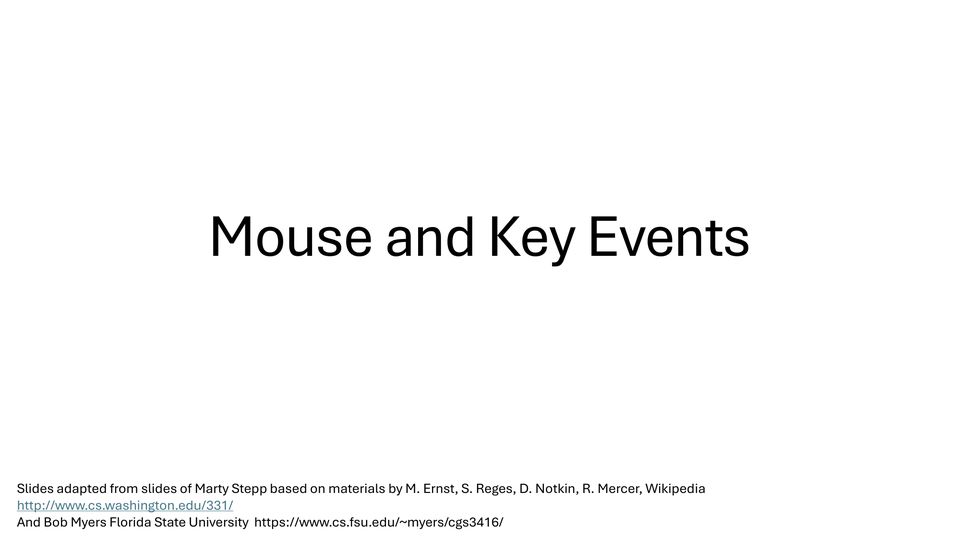 Mouse and Key Events
Slides adapted from slides of Marty Stepp based on materials by M. Ernst, S. Reges, D. Notkin, R. Mercer, Wikipedia
http://www.cs.washington.edu/331/
And Bob Myers Florida State University  https://www.cs.fsu.edu/~myers/cgs3416/